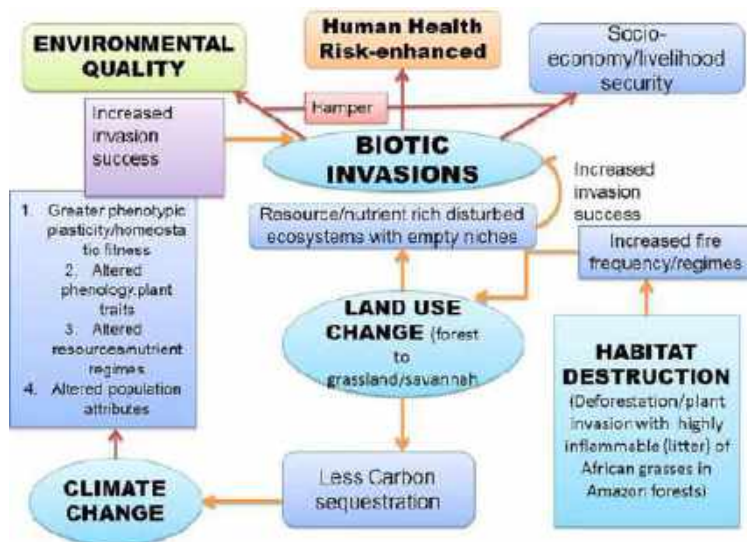 ENVIRONMENTAL
QUALITY
Human Health
Risk-enhanced
Socio-
economy/livelihood
security
Hamper
Increased
invasion
success
BIOTIC
INVASIONS
Increased
invasion
success
Resource/nutrient rich disturbed
ecosystems with empty niches
Increased fire
frequency/regimes
1. Greater phenotypic
plasticity/homeosta
tic fitness
2. Altered
phenology,plant
traits
3. Altered
resources/nutrient
regimes
4. Altered population
attributes
LAND USE
CHANGE (forest
to
grassland/savannah
HABITAT
DESTRUCTION
(Deforestation/plant
invasion with highly
inflammable (litter) of
African grasses in
Amazon forests)
Less Carbon
sequestration
CLIMATE
CHANGE